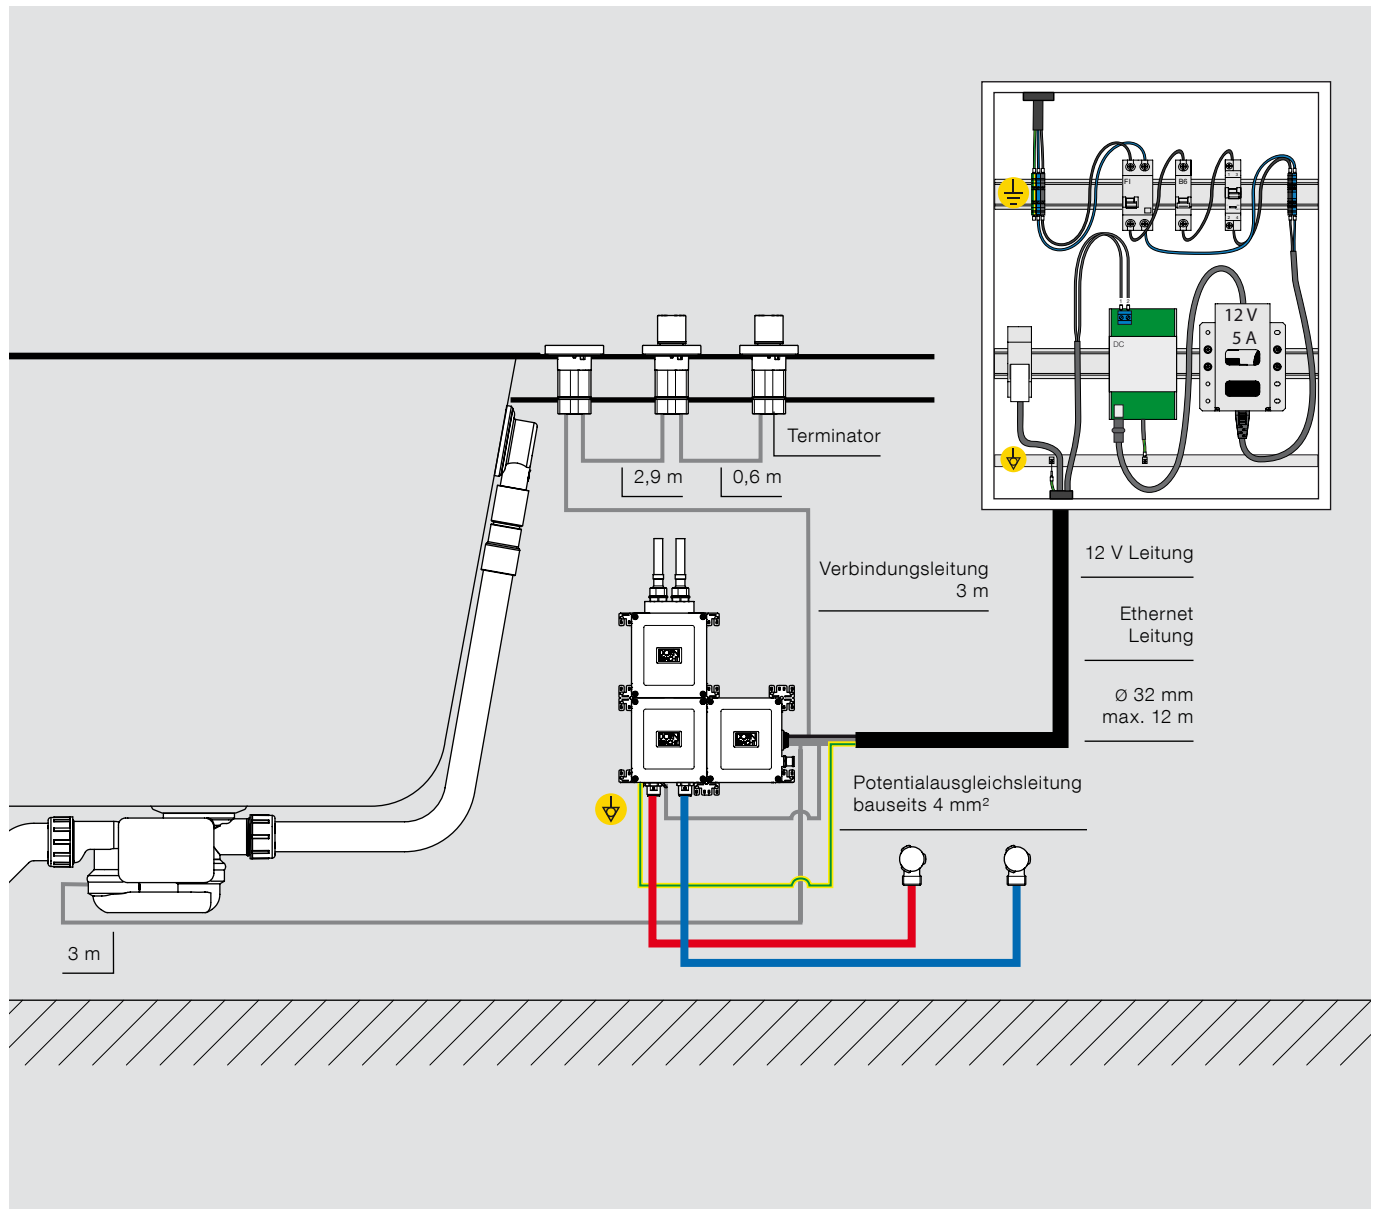 FI
B6
12 V
5 A
DC
Terminator
2,9 m
0,6 m
12 V Leitung
Verbindungsleitung
3 m
Ethernet
Leitung
Ø 32 mm
max. 12 m
Potentialausgleichsleitung
bauseits 4 mm²
3 m